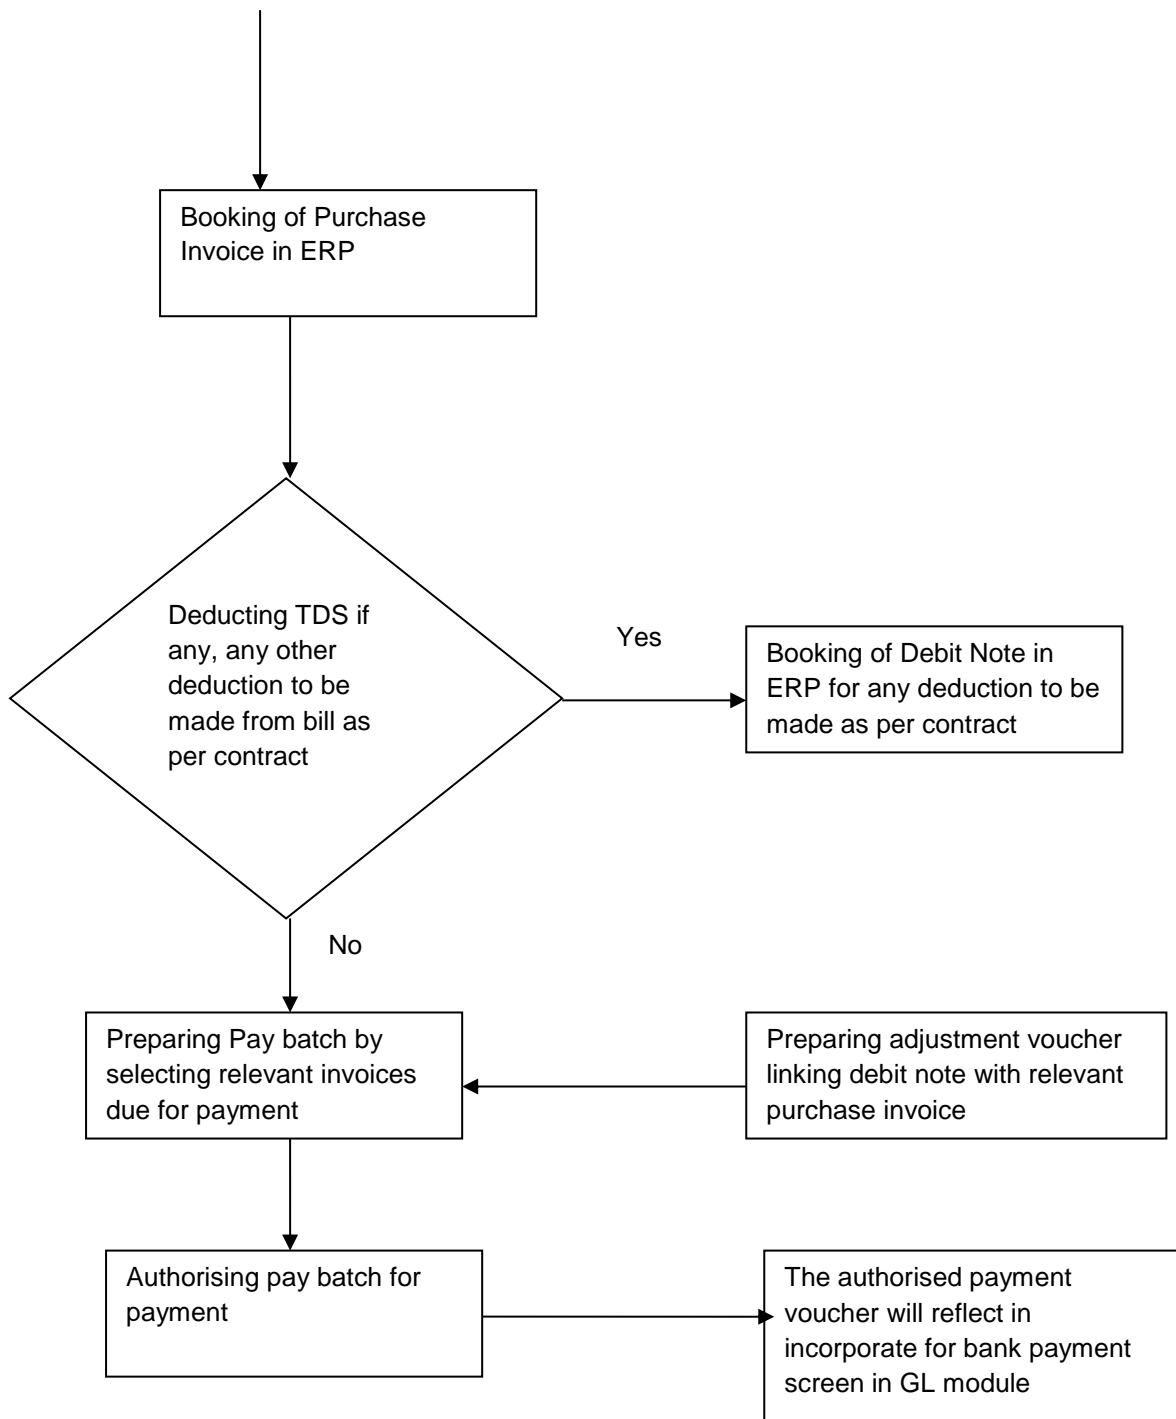 Booking of Purchase
Invoice in ERP
Deducting TDS if
any, any other
deduction to be
made from bill as
per contract
Yes
Booking of Debit Note in
ERP for any deduction to be
made as per contract
No
Preparing Pay batch by
selecting relevant invoices
due for payment
Preparing adjustment voucher
linking debit note with relevant
purchase invoice
Authorising pay batch for
payment
The authorised payment
voucher will reflect in
incorporate for bank payment
screen in GL module